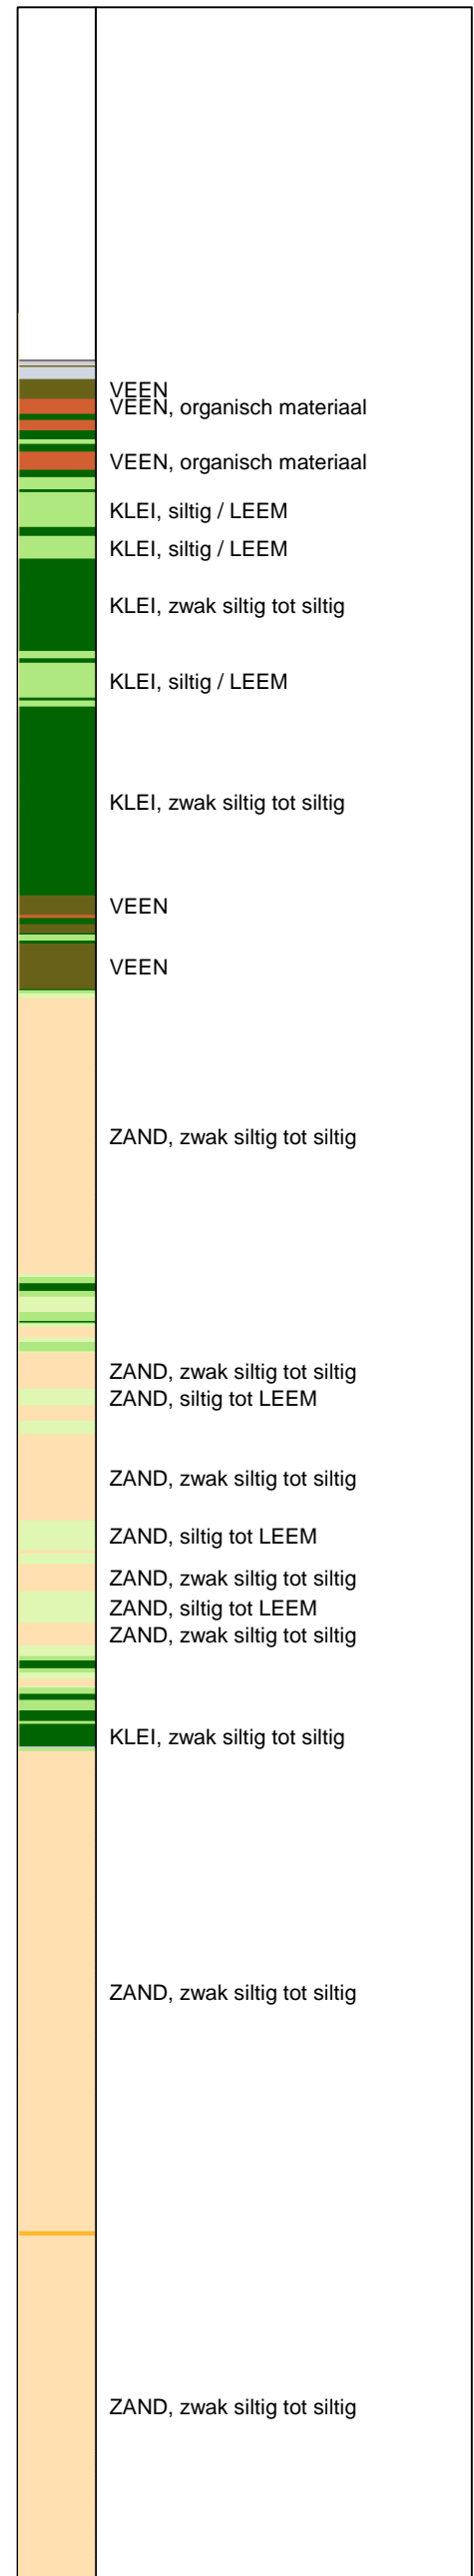 VEEN
VEEN, organisch materiaal
VEEN, organisch materiaal
KLEI, siltig / LEEM
KLEI, siltig / LEEM
KLEI, zwak siltig tot siltig
KLEI, siltig / LEEM
KLEI, zwak siltig tot siltig
VEEN
VEEN
ZAND, zwak siltig tot siltig
ZAND, zwak siltig tot siltig
ZAND, siltig tot LEEM
ZAND, zwak siltig tot siltig
ZAND, siltig tot LEEM
ZAND, zwak siltig tot siltig
ZAND, siltig tot LEEM
ZAND, zwak siltig tot siltig
KLEI, zwak siltig tot siltig
ZAND, zwak siltig tot siltig
ZAND, zwak siltig tot siltig